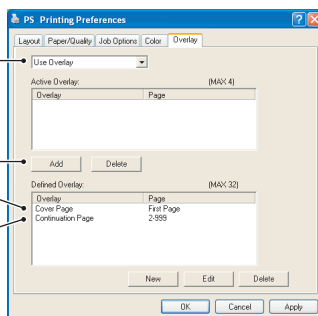 PS Printing Preferences
Layout Paper/Quality Job Options Color Overlay
Use Overlay
Active Overlay: (MAX 4)
Overlay Page
Add Delete
Defined Overlay: (MAX 32)
Overlay Page
Cover Page First Page
Continuation Page 2-999
New Edit Delete
OK Cancel Apply